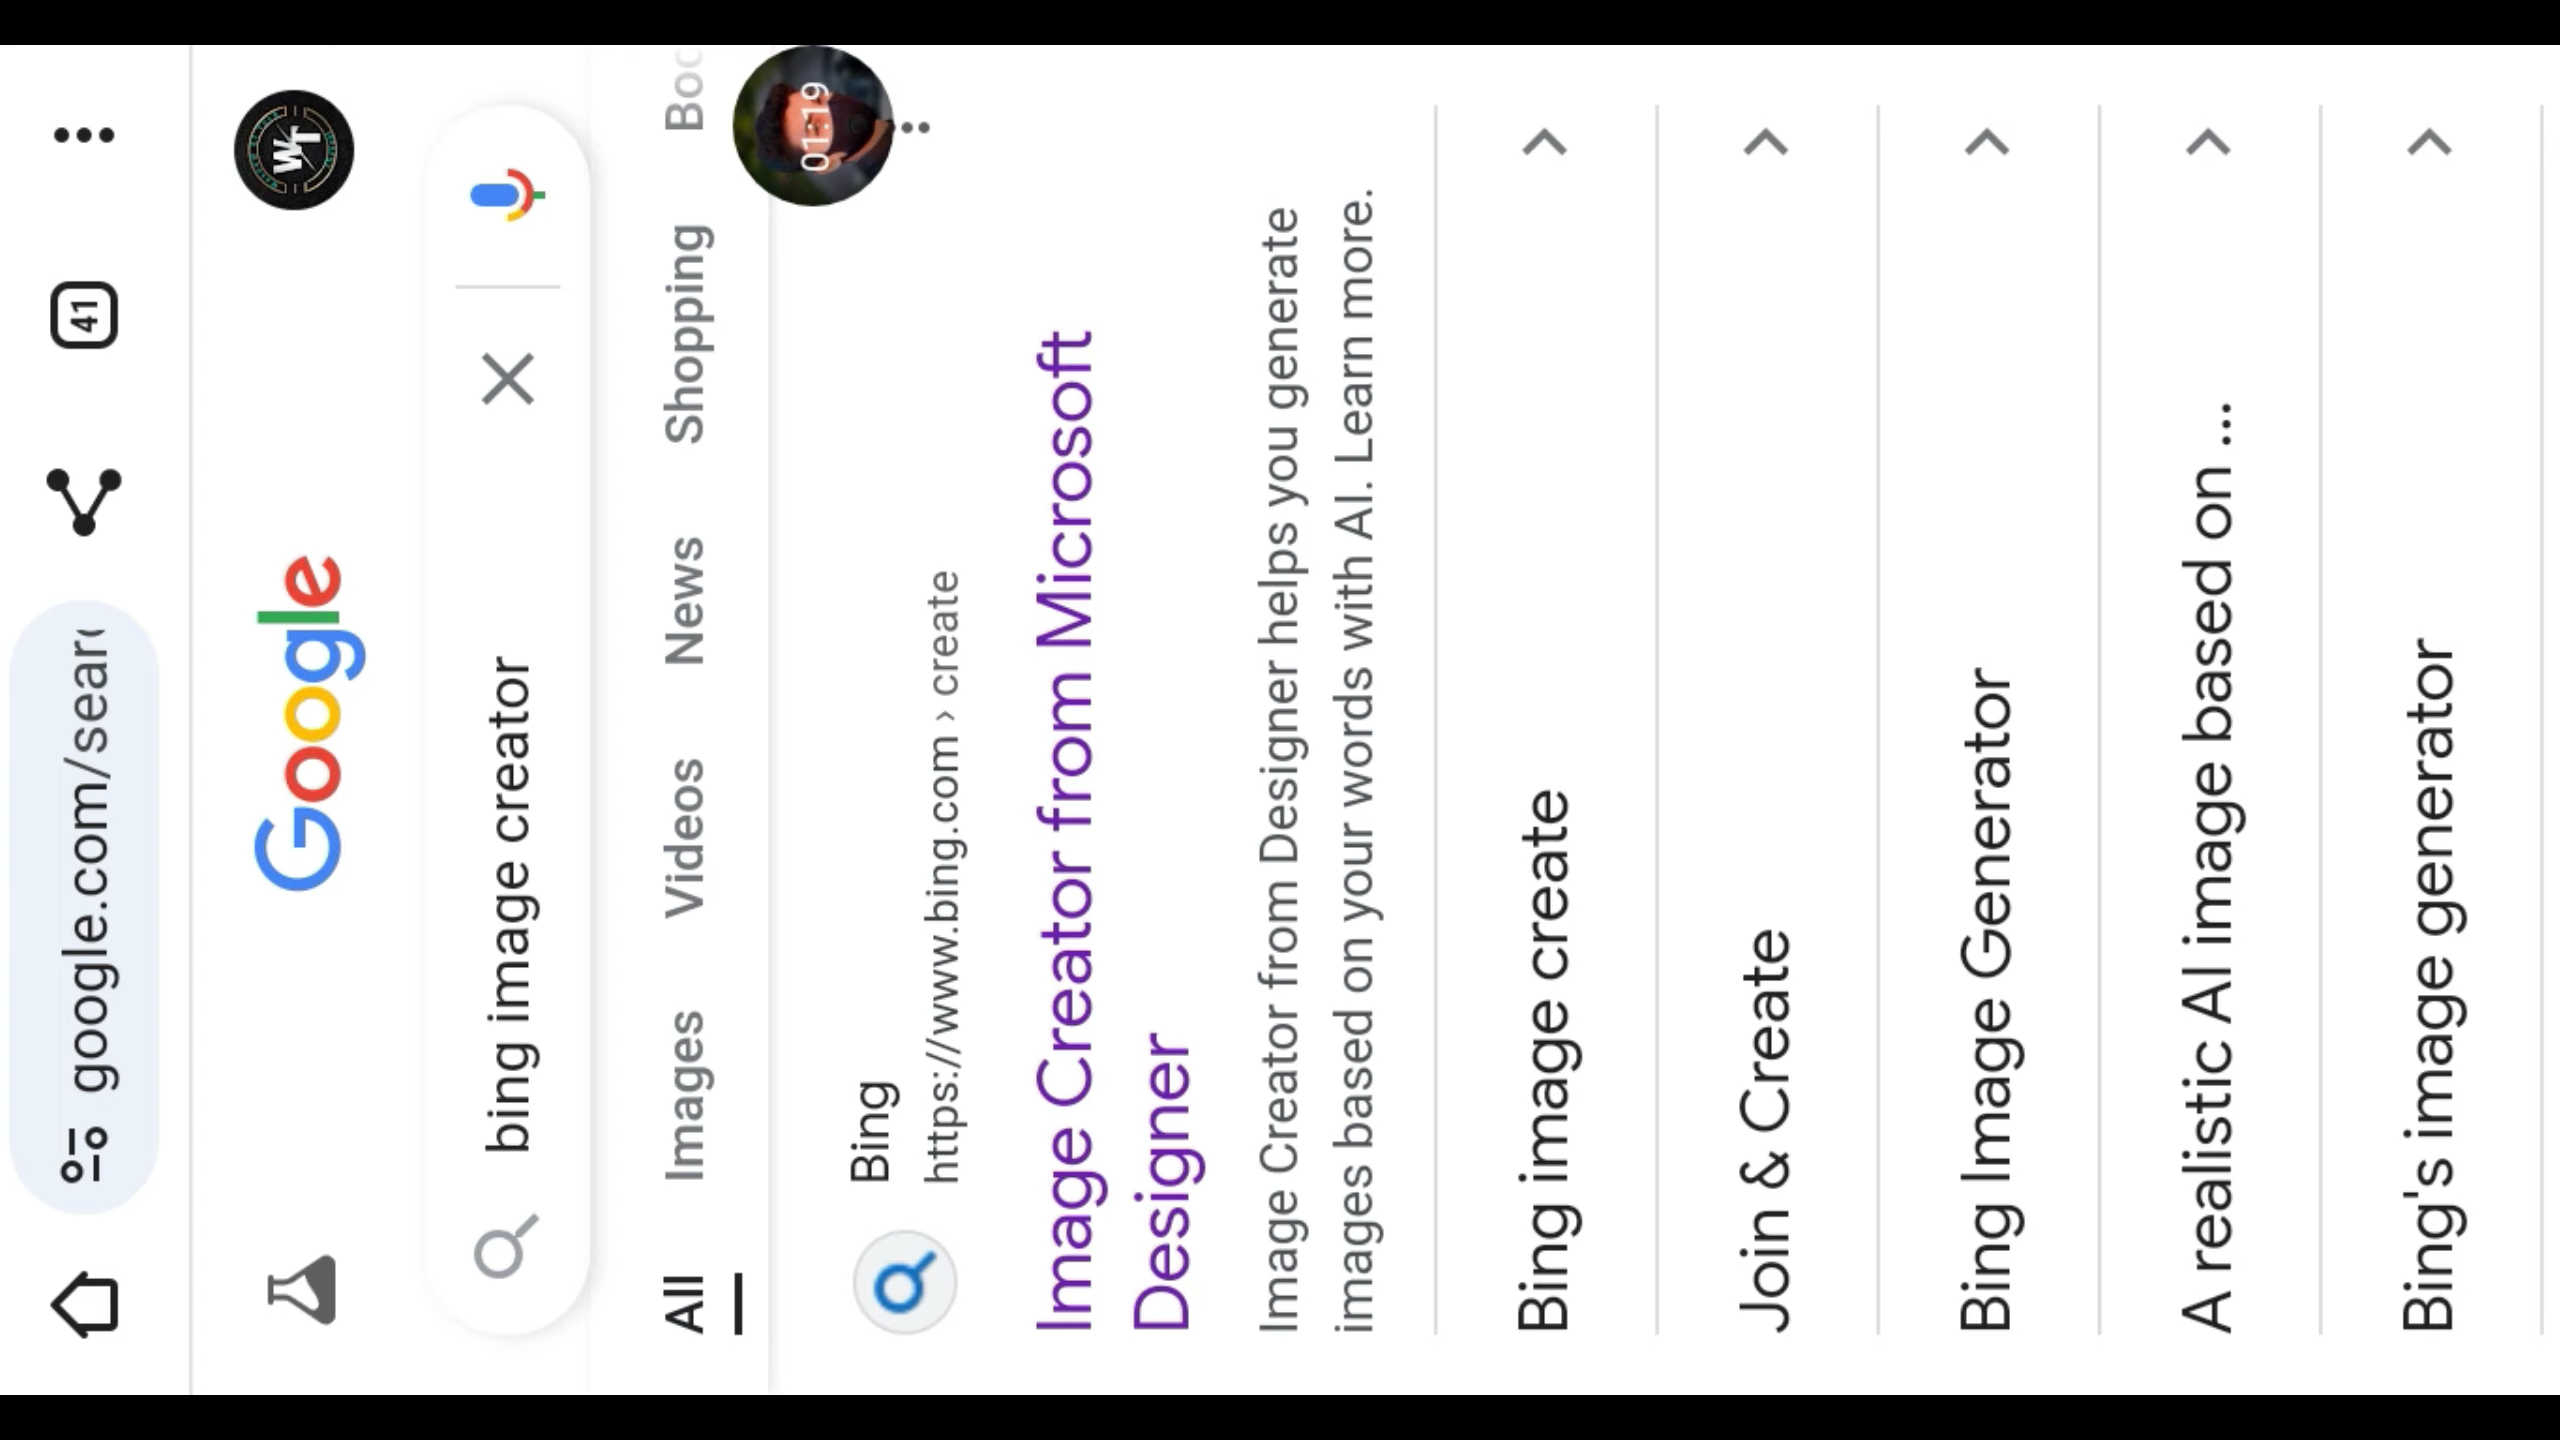 google.com/sear
41
Google
WT
bing image creator
All Images Videos News Shopping Boo
01:19
Bing
https://www.bing.com › create
Image Creator from Microsoft
Designer
Image Creator from Designer helps you generate
images based on your words with AI. Learn more.
Bing image create
Join & Create
Bing Image Generator
A realistic AI image based on ...
Bing's image generator